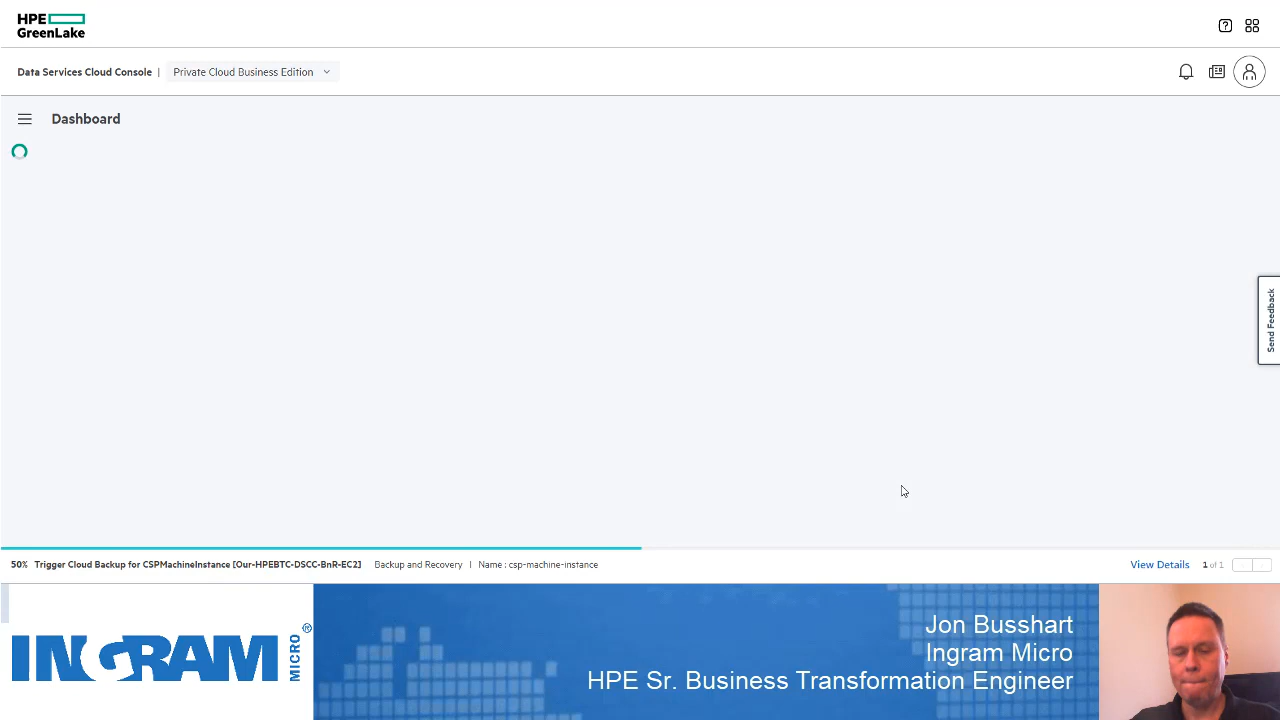 HPE
GreenLake
Data Services Cloud Console | Private Cloud Business Edition
Dashboard
Send Feedback
50% Trigger Cloud Backup for CSPMachineInstance [Our-HPEBTC-DSCC-BnR-EC2] Backup and Recovery | Name : csp-machine-instance View Details 1 of 1
INGRAM MICRO®
Jon Busshart
Ingram Micro
HPE Sr. Business Transformation Engineer